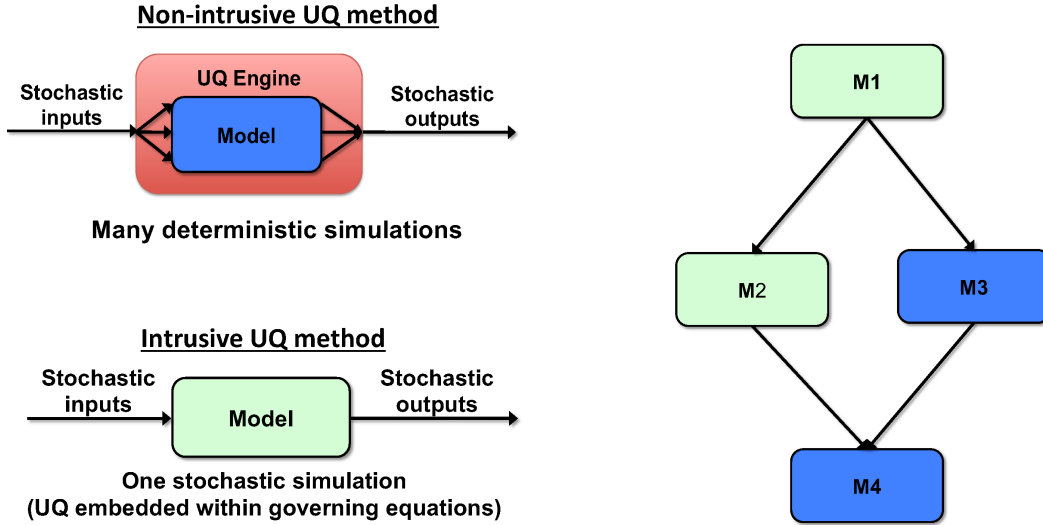 Non-intrusive UQ method
UQ Engine
Stochastic
inputs
Model
Stochastic
outputs
Many deterministic simulations
Intrusive UQ method
Stochastic
inputs
Model
Stochastic
outputs
One stochastic simulation
(UQ embedded within governing equations)
M1
M2
M3
M4